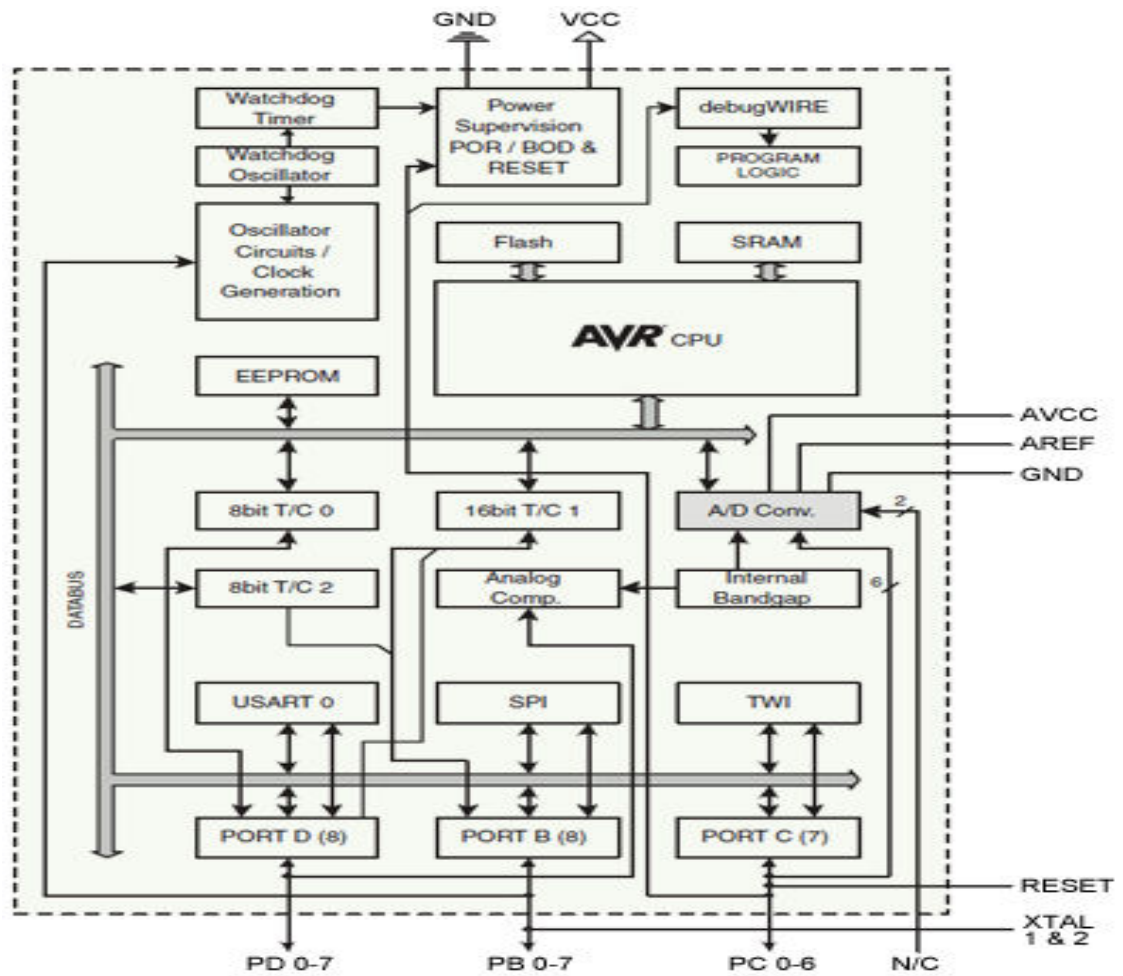 GND
VCC
Watchdog
Timer
Power
Supervision
POR / BOD &
RESET
debugWIRE
Watchdog
Oscillator
PROGRAM
LOGIC
Oscillator
Circuits /
Clock
Generation
Flash
SRAM
AVR CPU
EEPROM
AVCC
AREF
GND
8bit T/C 0
16bit T/C 1
A/D Conv.
2
8bit T/C 2
Analog
Comp.
Internal
Bandgap
6
DATABUS
USART 0
SPI
TWI
PORT D (8)
PORT B (8)
PORT C (7)
RESET
XTAL
1 & 2
PD 0-7
PB 0-7
PC 0-6
N/C